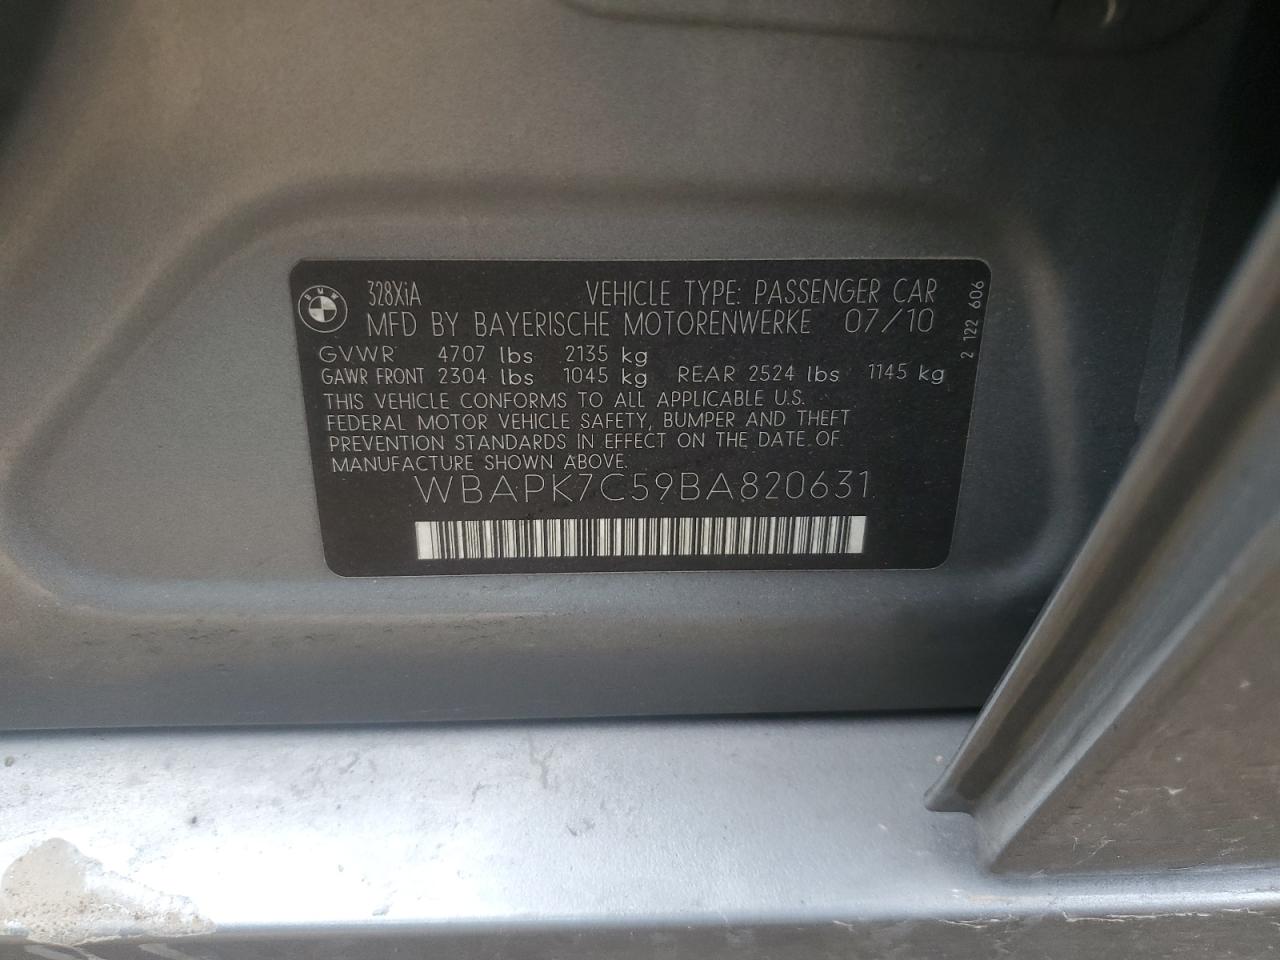 BMW
328XiA VEHICLE TYPE: PASSENGER CAR
MFD BY BAYERISCHE MOTORENWERKE 07/10
GVWR 4707 lbs 2135 kg
GAWR FRONT 2304 lbs 1045 kg REAR 2524 lbs 1145 kg
THIS VEHICLE CONFORMS TO ALL APPLICABLE U.S.
FEDERAL MOTOR VEHICLE SAFETY, BUMPER AND THEFT
PREVENTION STANDARDS IN EFFECT ON THE DATE OF
MANUFACTURE SHOWN ABOVE.
WBAPK7C59BA820631
2 122 606